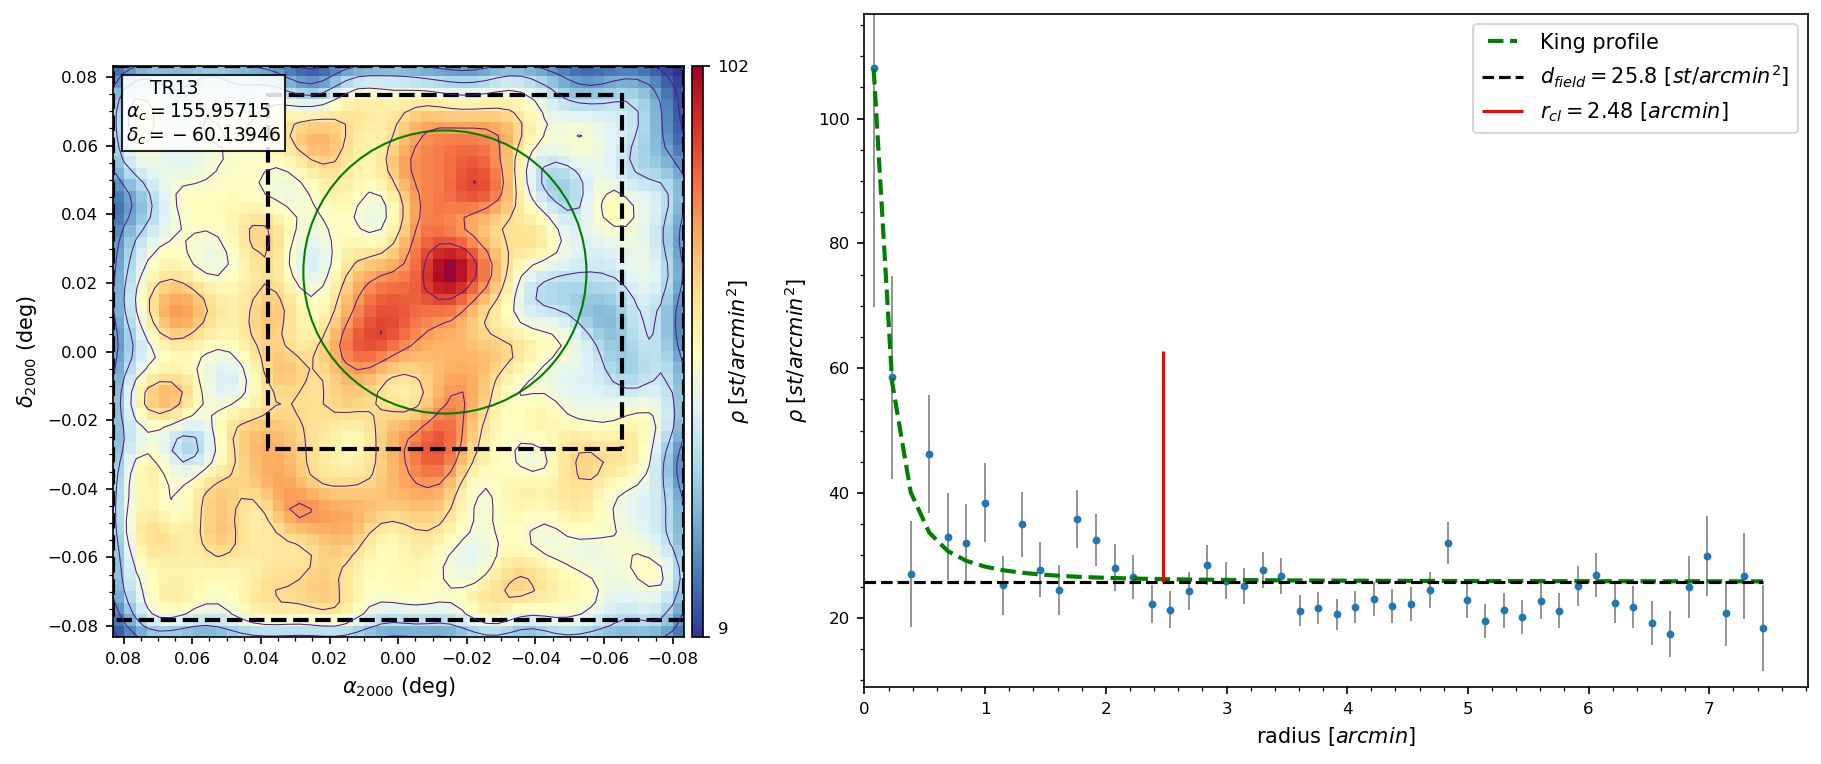 TR13
α_c = 155.95715
δ_c = −60.13946
0.08
0.06
0.04
0.02
0.00
−0.02
−0.04
−0.06
−0.08
δ_2000 (deg)
0.08 0.06 0.04 0.02 0.00 −0.02 −0.04 −0.06 −0.08
α_2000 (deg)
102
9
ρ [st/arcmin²]
King profile
d_field = 25.8 [st/arcmin²]
r_cl = 2.48 [arcmin]
100
80
60
40
20
ρ [st/arcmin²]
0 1 2 3 4 5 6 7
radius [arcmin]